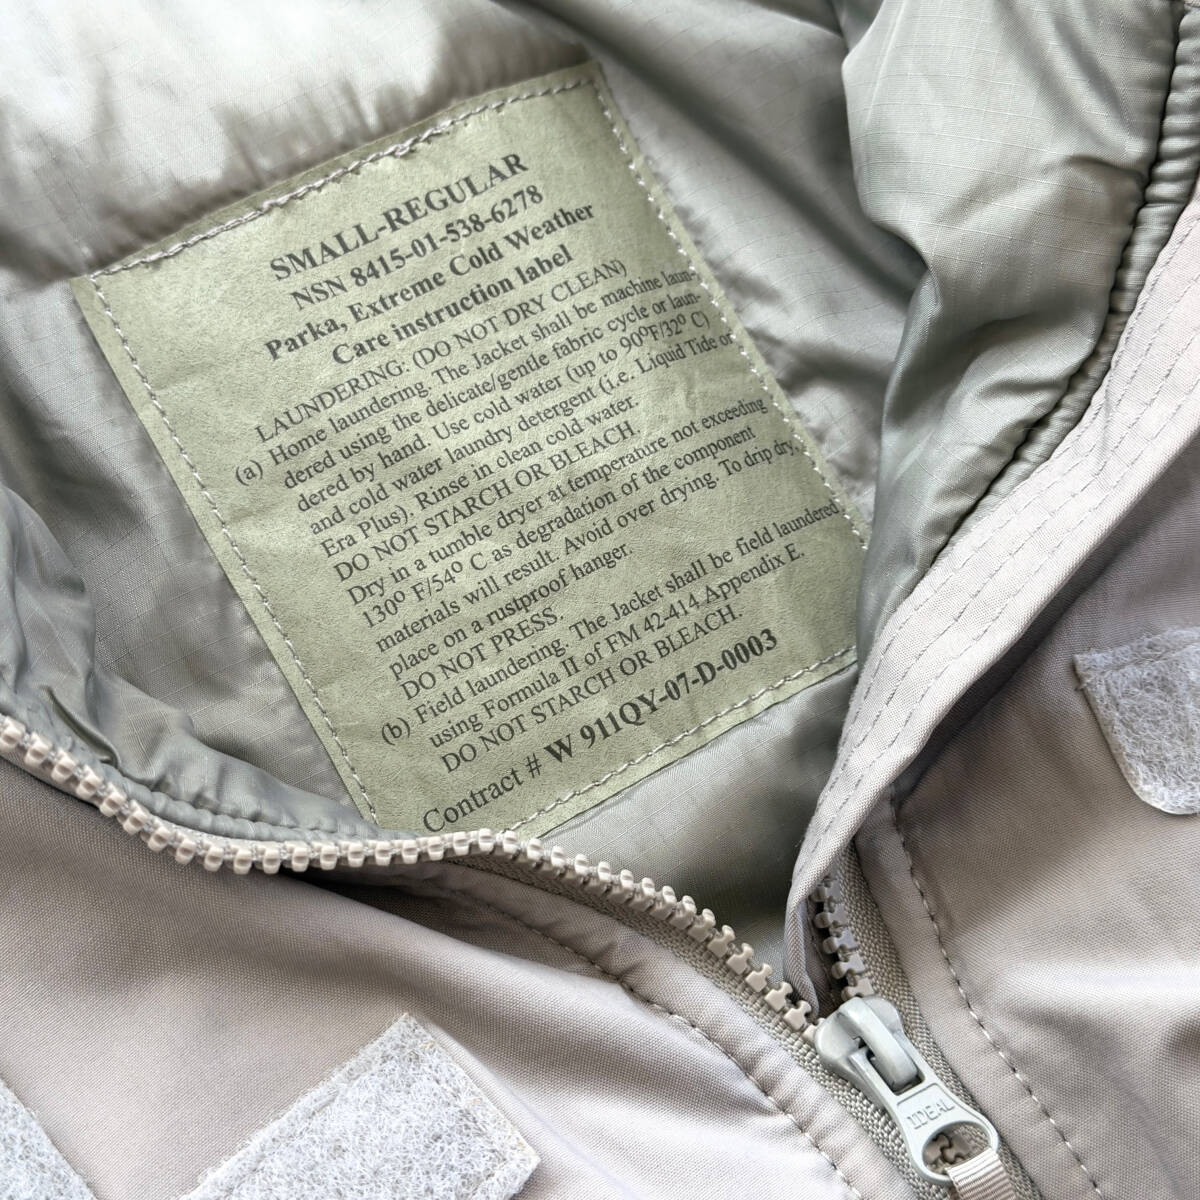 SMALL-REGULAR
NSN 8415-01-538-6278
Parka, Extreme Cold Weather
Care instruction label
LAUNDERING: (DO NOT DRY CLEAN)
(a) Home laundering. The Jacket shall be machine laun-
dered using the delicate/gentle fabric cycle or laun-
dered by hand. Use cold water (up to 90⁰F/32⁰ C)
and cold water laundry detergent (i.e. Liquid Tide or
Era Plus). Rinse in clean cold water.
DO NOT STARCH OR BLEACH.
Dry in a tumble dryer at temperature not exceeding
130⁰ F/54⁰ C as degradation of the component
materials will result. Avoid over drying. To drip dry,
place on a rustproof hanger.
DO NOT PRESS.
(b) Field laundering. The Jacket shall be field laundered
using Formula II of FM 42-414 Appendix E.
DO NOT STARCH OR BLEACH.
Contract # W 911QY-07-D-0003
IDEAL